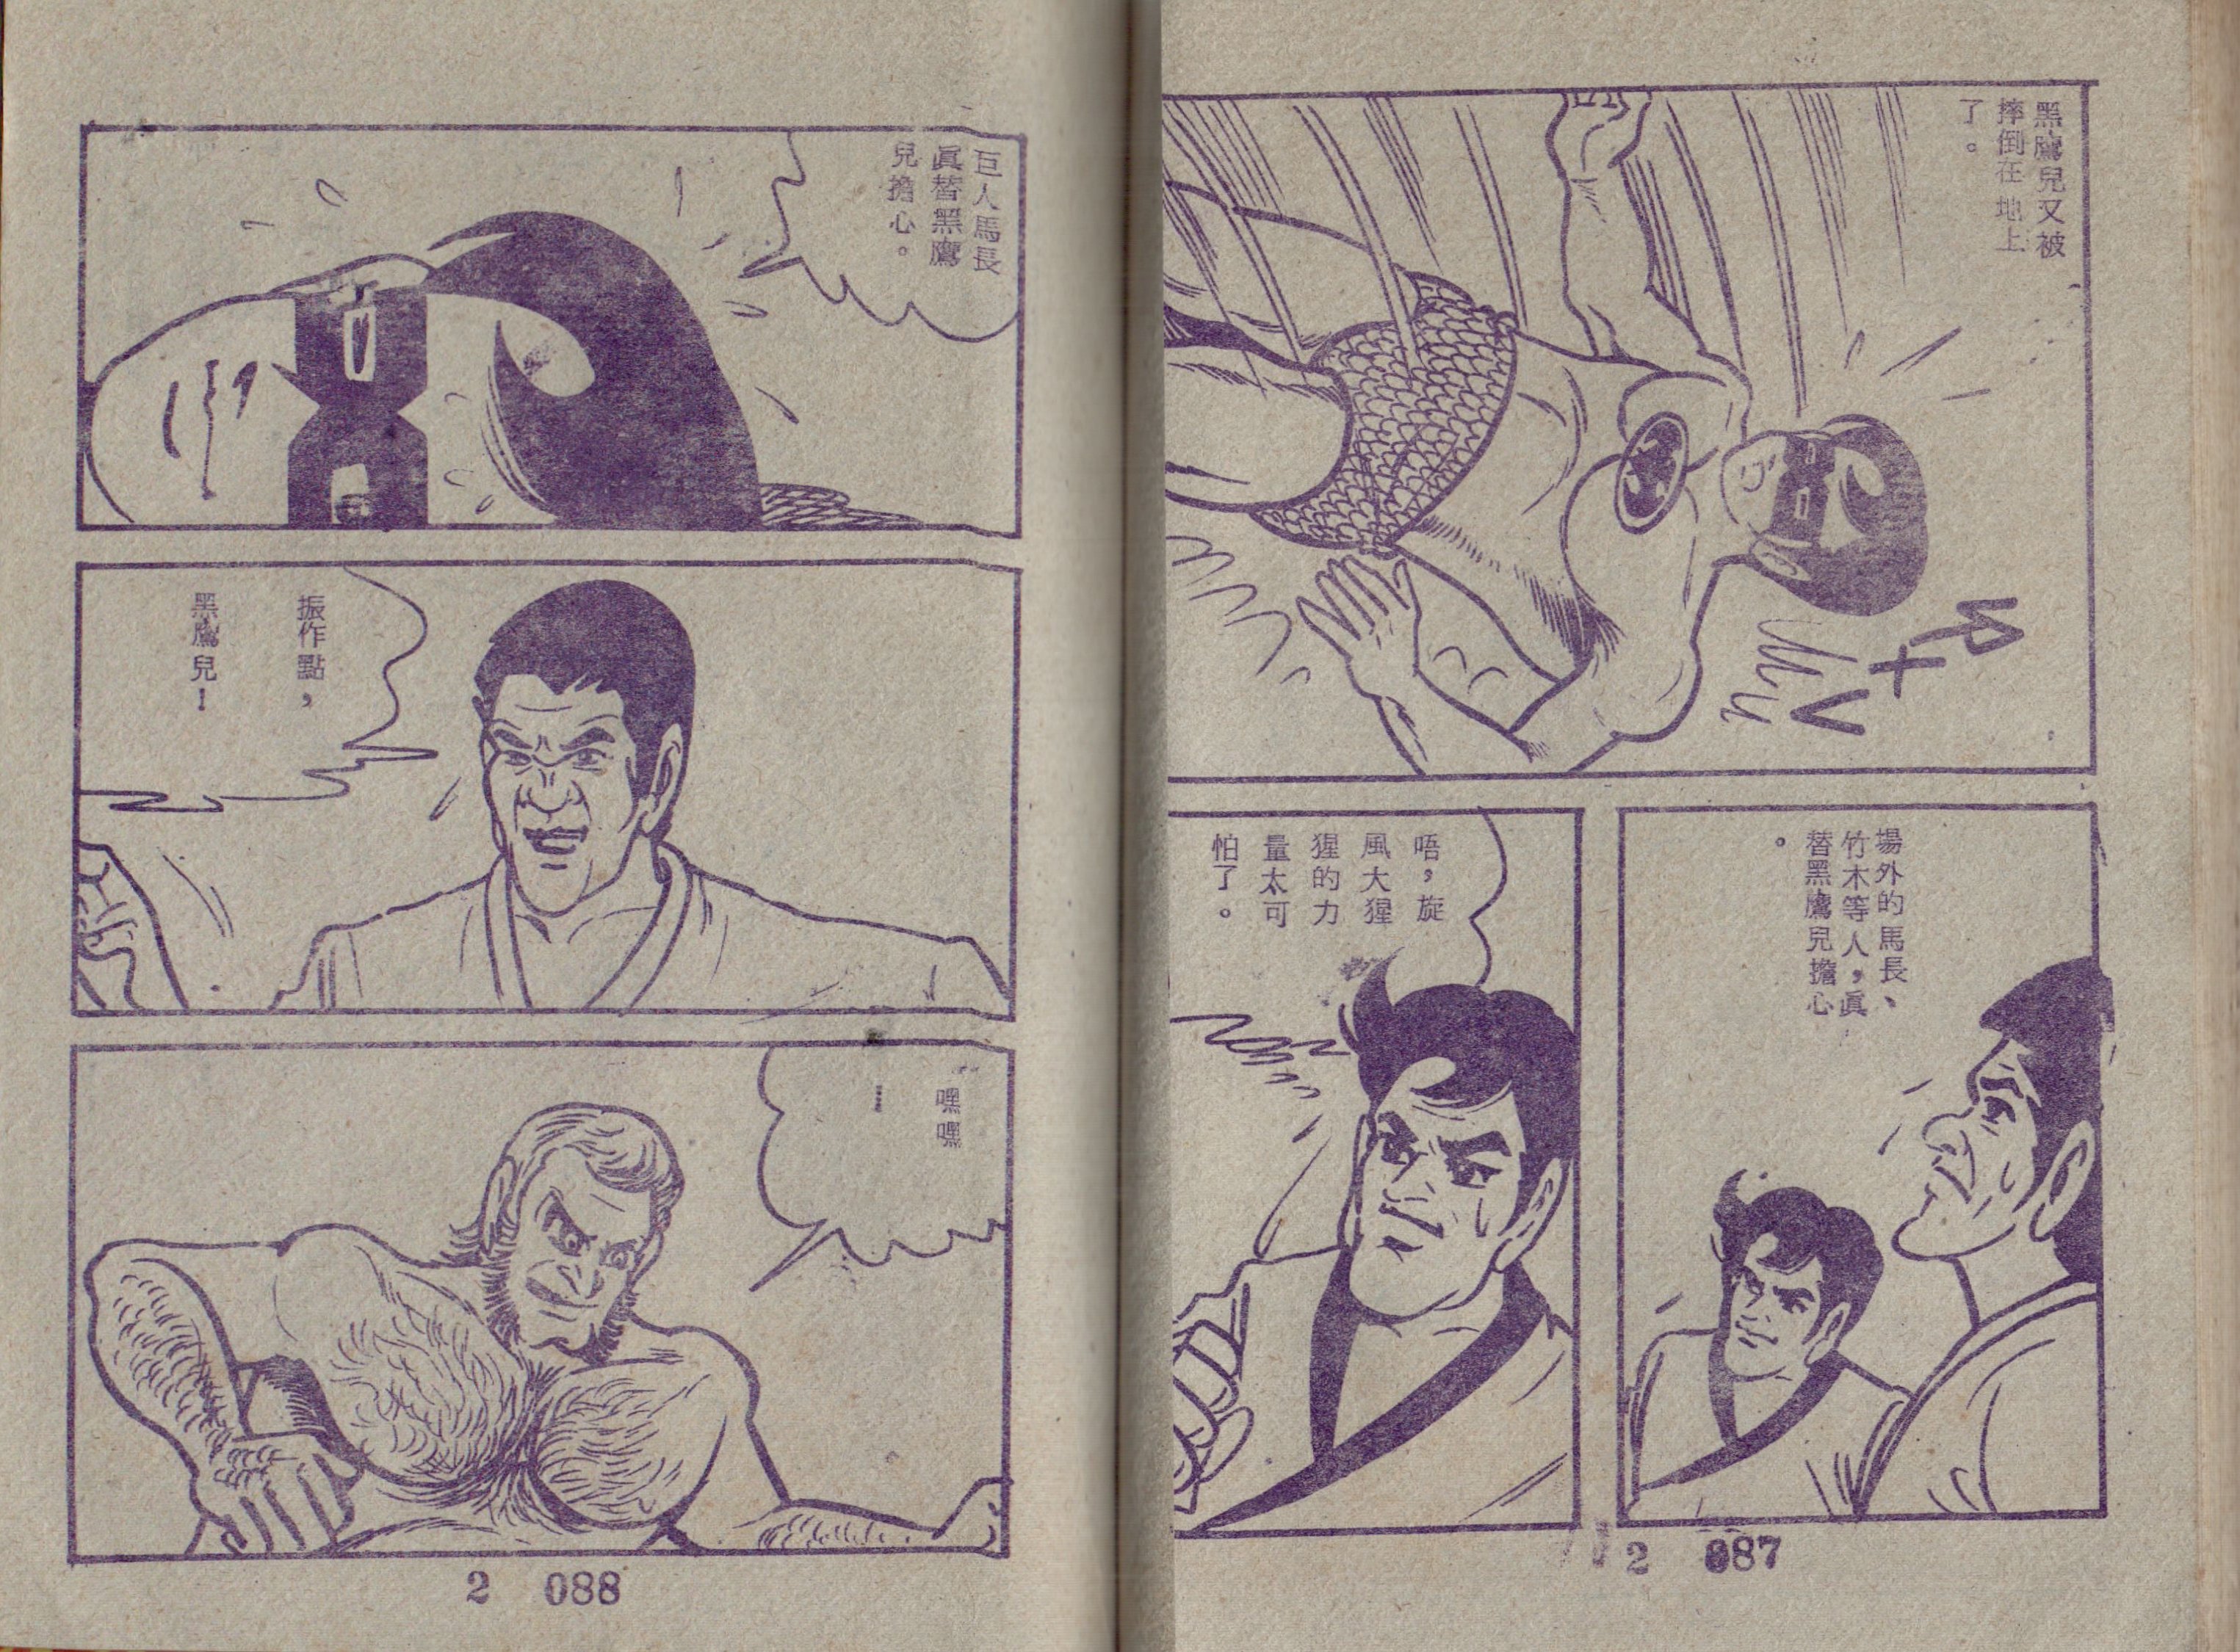 黑鷹兒又被
摔倒在地上
了。
場外的馬長、
竹木等人，眞
替黑鷹兒擔心
。
唔，旋
風大猩
猩的力
量太可
怕了。
2 087
巨人馬長
眞替黑鷹
兒擔心。
振作點，
黑鷹兒！
嘿嘿
…
2 088